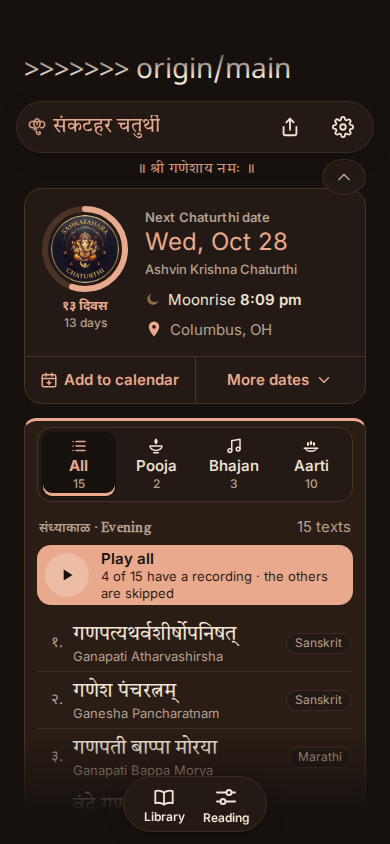 >>>>>>> origin/main
संकटहर चतुर्थी
॥ श्री गणेशाय नमः ॥
SANKATAHARA
CHATURTHI
१३ दिवस
13 days
Next Chaturthi date
Wed, Oct 28
Ashvin Krishna Chaturthi
Moonrise 8:09 pm
Columbus, OH
Add to calendar
More dates
All
15
Pooja
2
Bhajan
3
Aarti
10
संध्याकाळ · Evening
15 texts
Play all
4 of 15 have a recording · the others
are skipped
१. गणपत्यथर्वशीर्षोपनिषत्
Ganapati Atharvashirsha
Sanskrit
२. गणेश पंचरत्नम्
Ganesha Pancharatnam
Sanskrit
३. गणपती बाप्पा मोरया
Ganapati Bappa Morya
Marathi
वंदे
Library
Reading